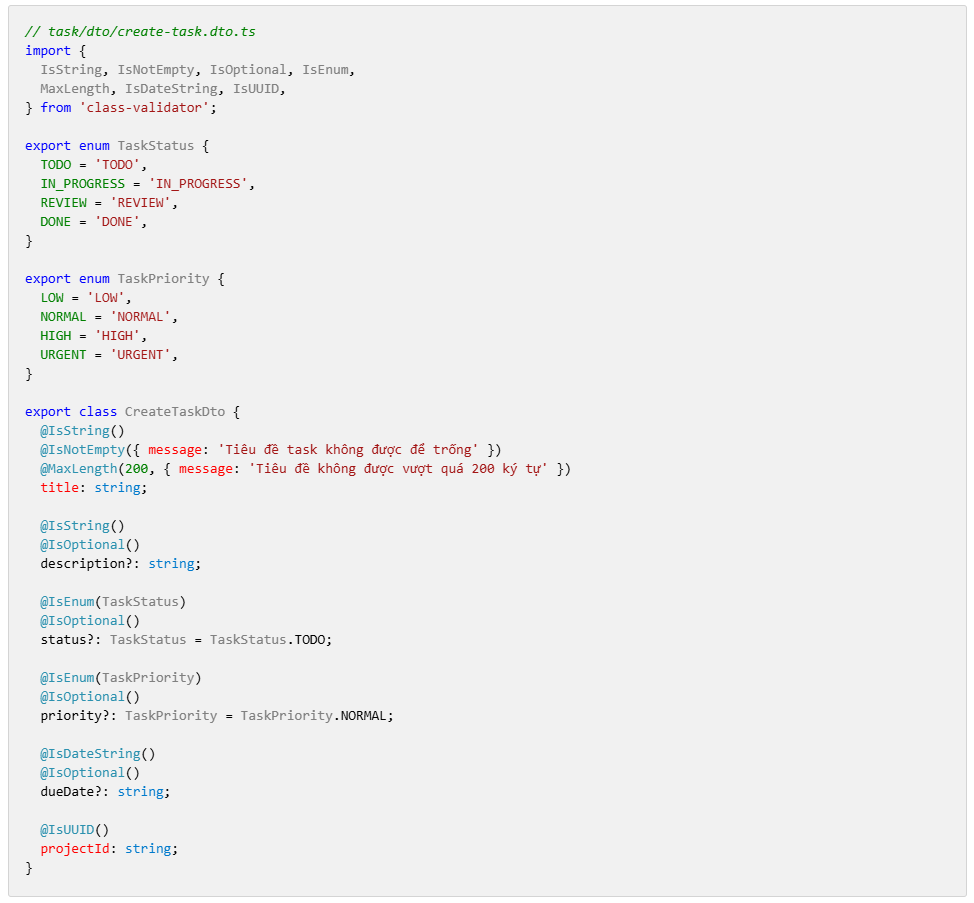 // task/dto/create-task.dto.ts
import {
  IsString, IsNotEmpty, IsOptional, IsEnum,
  MaxLength, IsDateString, IsUUID,
} from 'class-validator';

export enum TaskStatus {
  TODO = 'TODO',
  IN_PROGRESS = 'IN_PROGRESS',
  REVIEW = 'REVIEW',
  DONE = 'DONE',
}

export enum TaskPriority {
  LOW = 'LOW',
  NORMAL = 'NORMAL',
  HIGH = 'HIGH',
  URGENT = 'URGENT',
}

export class CreateTaskDto {
  @IsString()
  @IsNotEmpty({ message: 'Tiêu đề task không được để trống' })
  @MaxLength(200, { message: 'Tiêu đề không được vượt quá 200 ký tự' })
  title: string;

  @IsString()
  @IsOptional()
  description?: string;

  @IsEnum(TaskStatus)
  @IsOptional()
  status?: TaskStatus = TaskStatus.TODO;

  @IsEnum(TaskPriority)
  @IsOptional()
  priority?: TaskPriority = TaskPriority.NORMAL;

  @IsDateString()
  @IsOptional()
  dueDate?: string;

  @IsUUID()
  projectId: string;
}